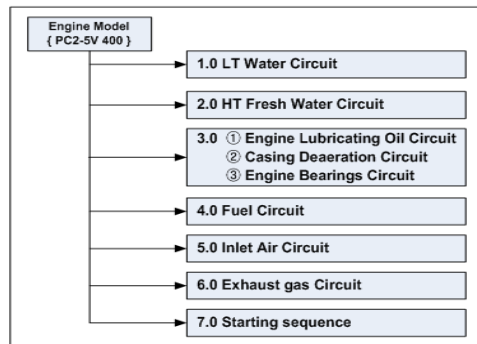 Engine Model
{ PC2-5V 400 }
1.0 LT Water Circuit
2.0 HT Fresh Water Circuit
3.0 ① Engine Lubricating Oil Circuit
② Casing Deaeration Circuit
③ Engine Bearings Circuit
4.0 Fuel Circuit
5.0 Inlet Air Circuit
6.0 Exhaust gas Circuit
7.0 Starting sequence